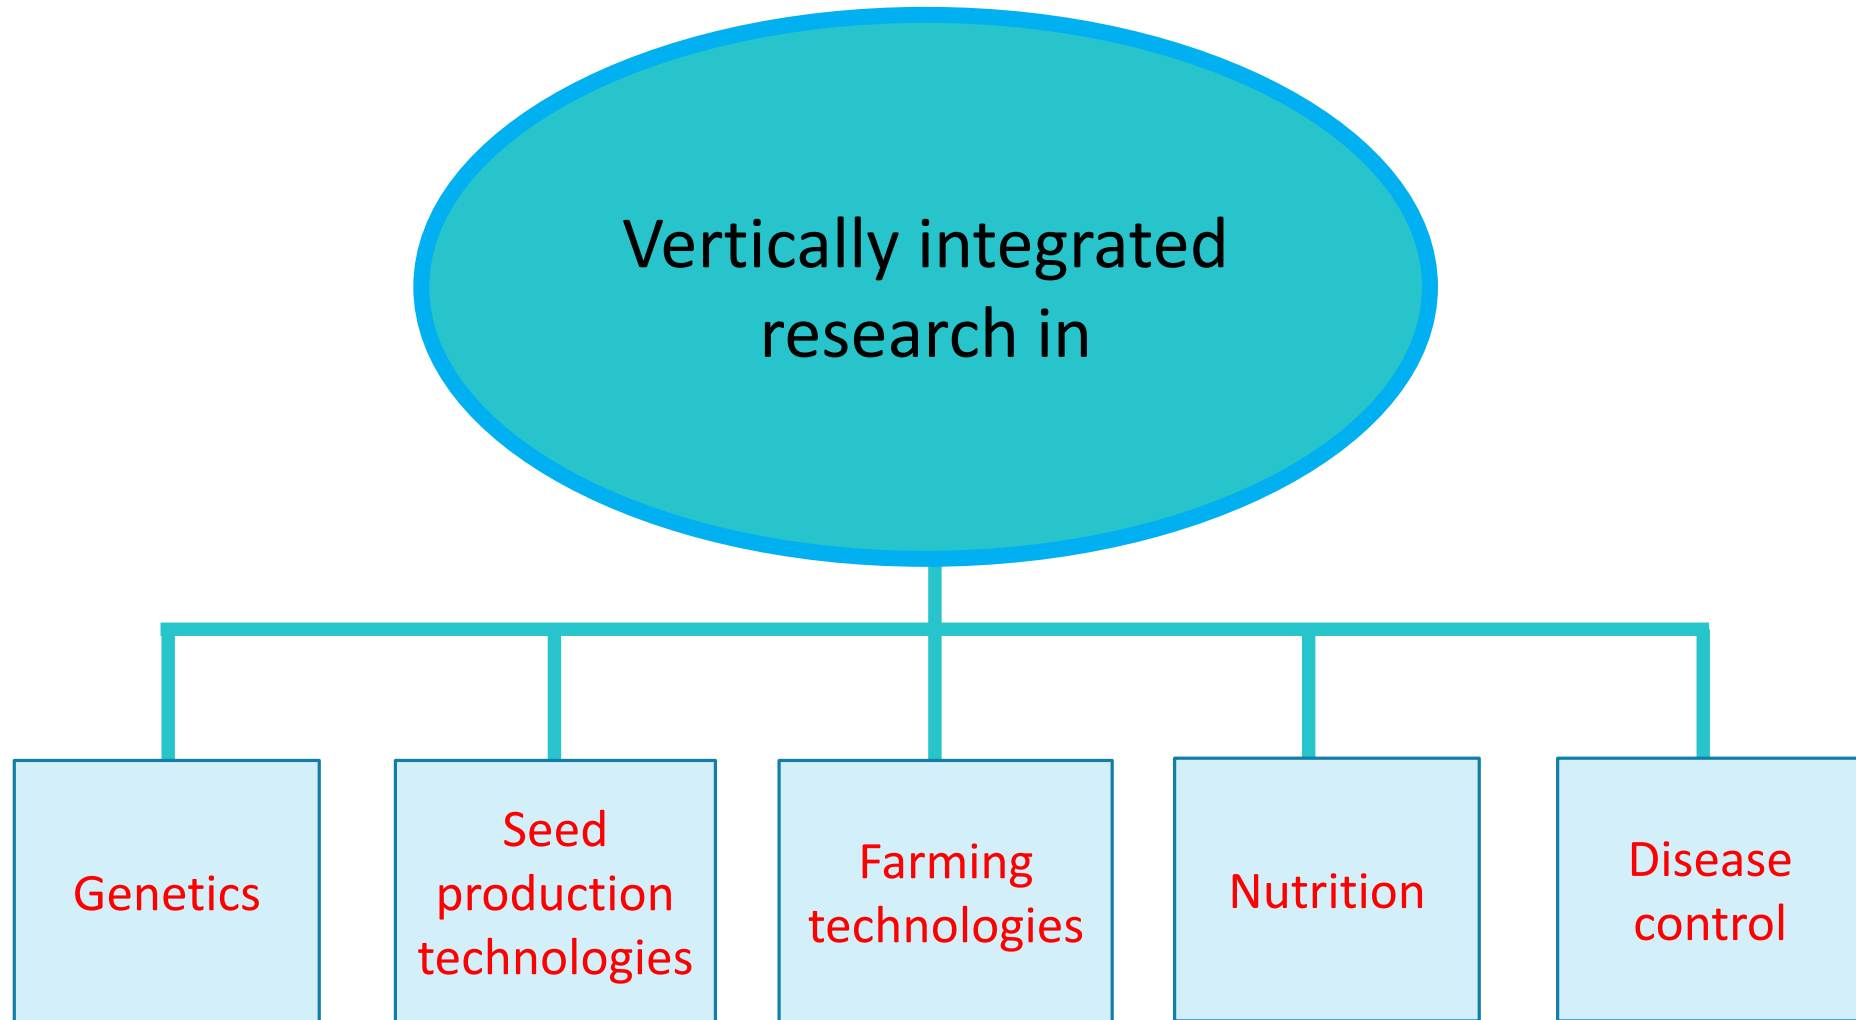 Vertically integrated
research in
Genetics
Seed
production
technologies
Farming
technologies
Nutrition
Disease
control